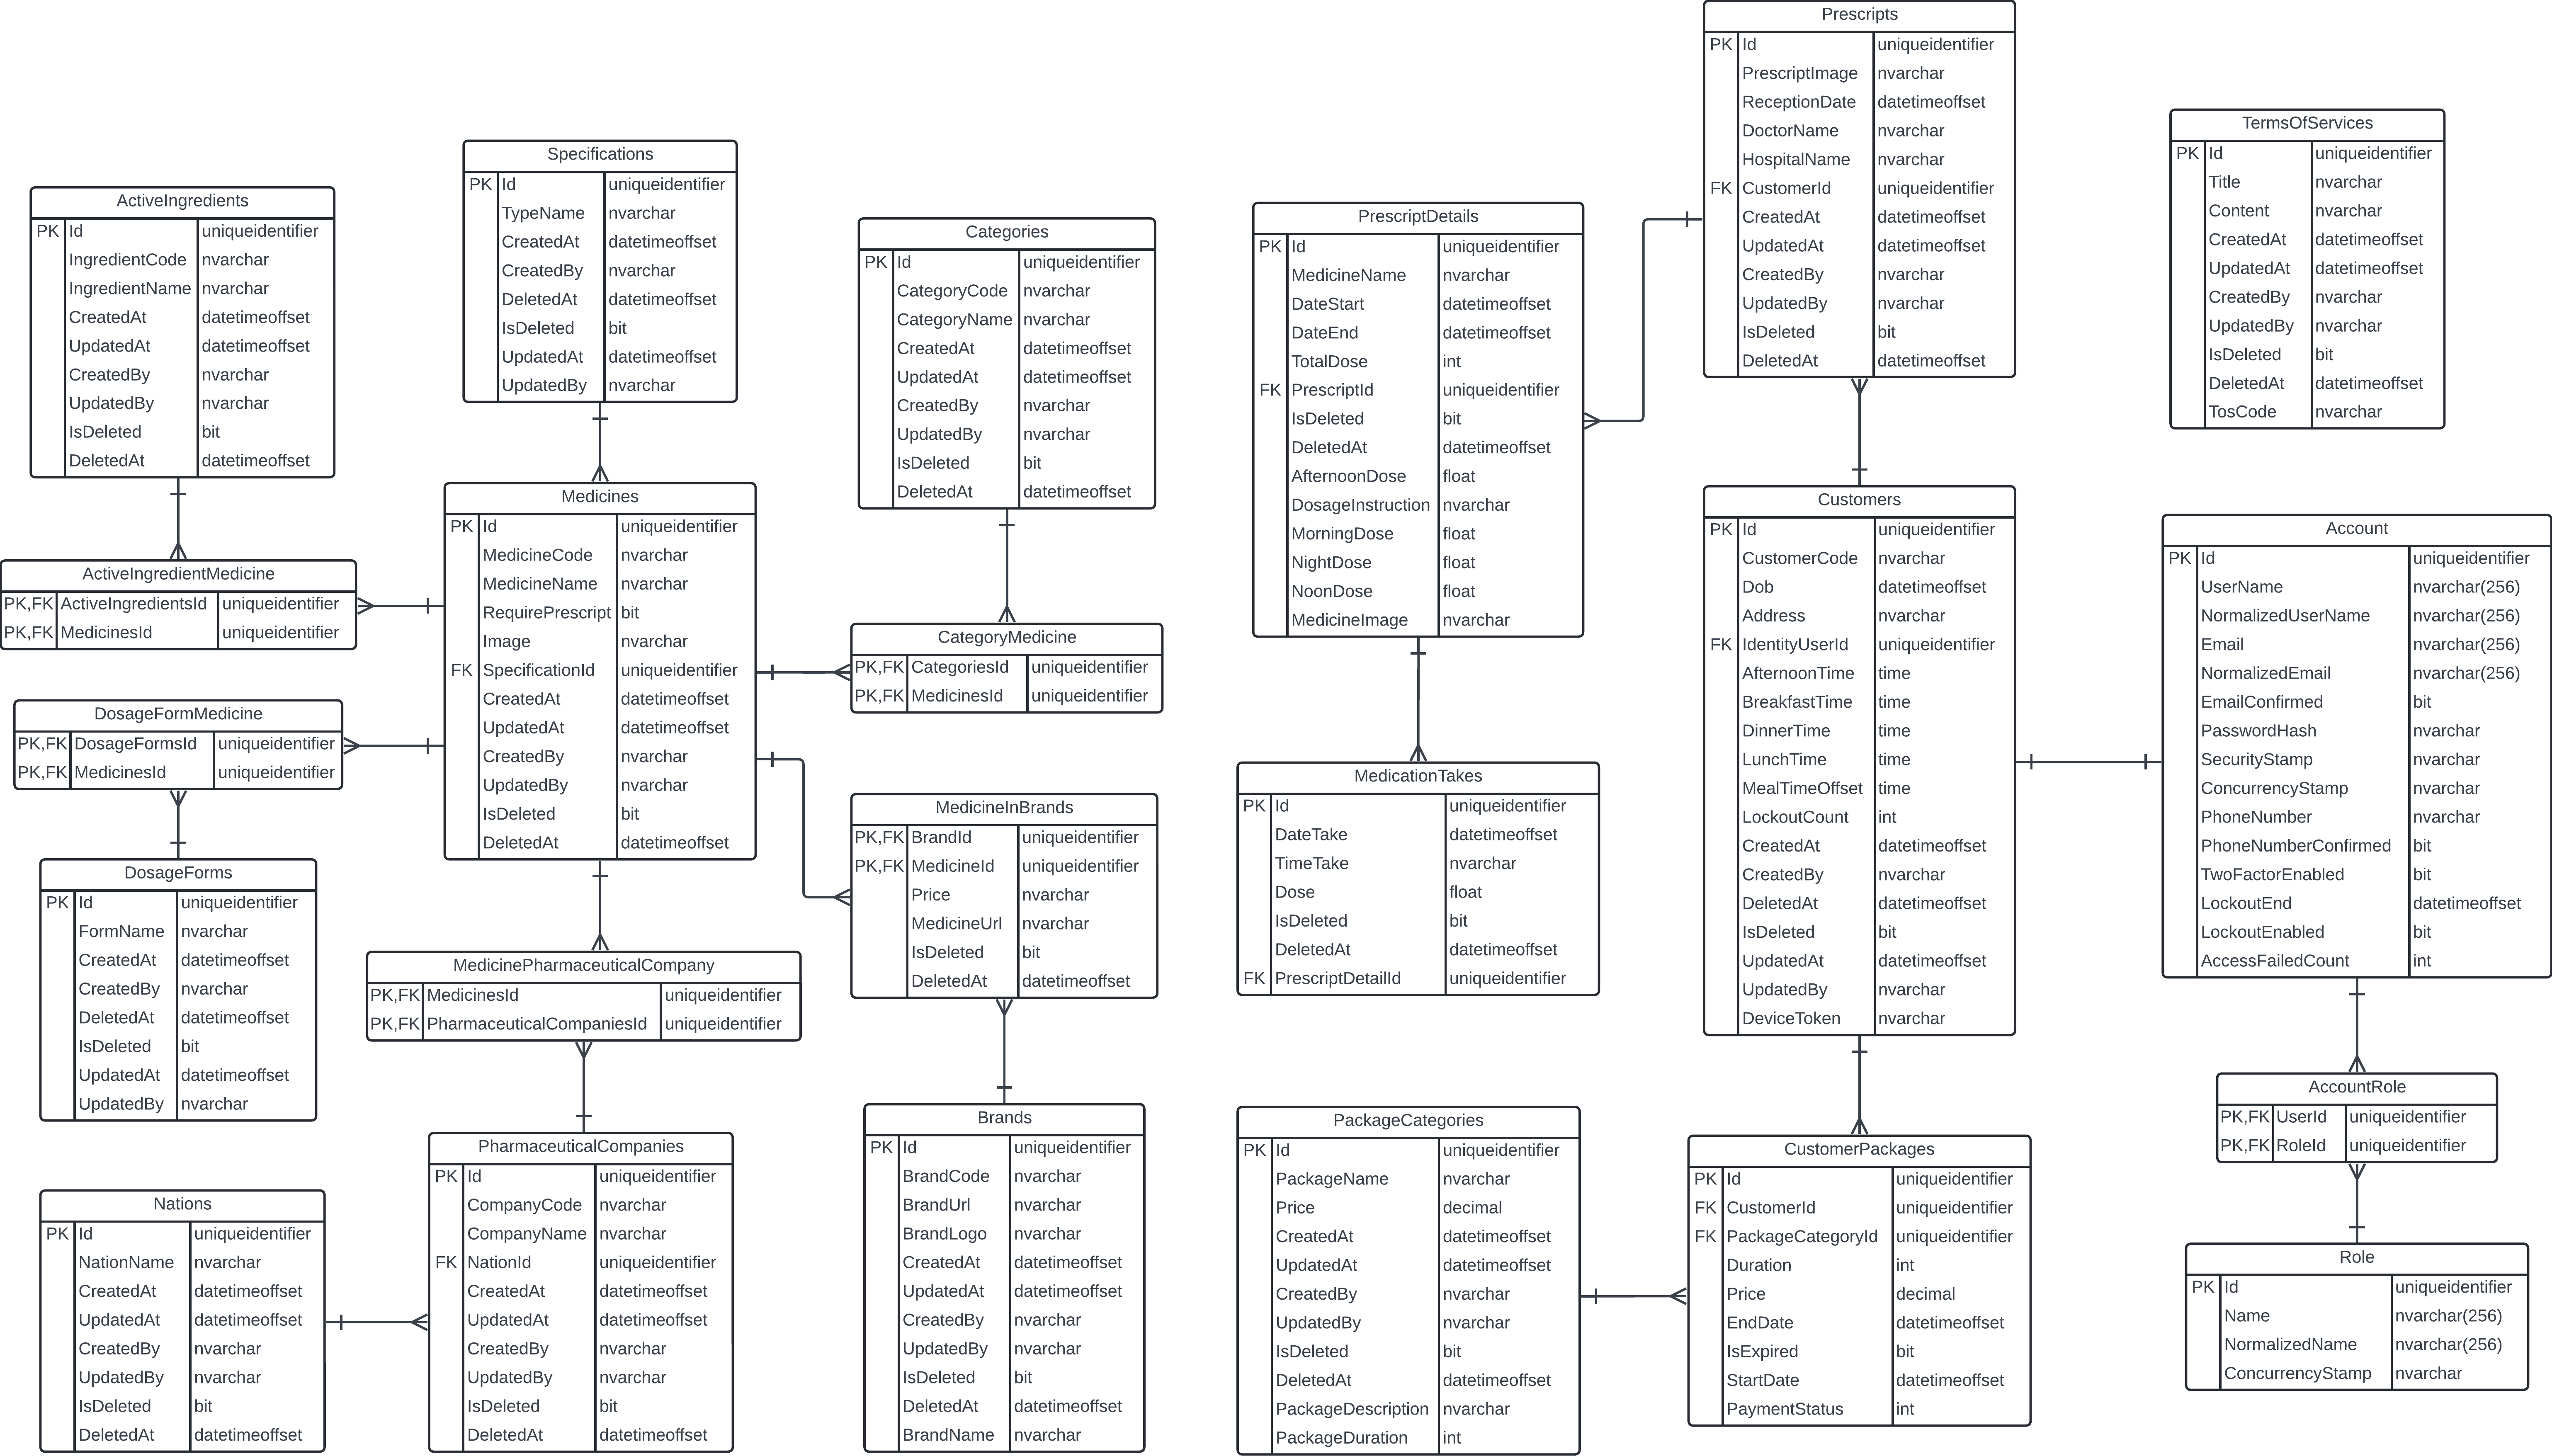 Prescripts
PK Id uniqueidentifier
PrescriptImage nvarchar
ReceptionDate datetimeoffset
DoctorName nvarchar
HospitalName nvarchar
FK CustomerId uniqueidentifier
CreatedAt datetimeoffset
UpdatedAt datetimeoffset
CreatedBy nvarchar
UpdatedBy nvarchar
IsDeleted bit
DeletedAt datetimeoffset
TermsOfServices
PK Id uniqueidentifier
Title nvarchar
Content nvarchar
CreatedAt datetimeoffset
UpdatedAt datetimeoffset
CreatedBy nvarchar
UpdatedBy nvarchar
IsDeleted bit
DeletedAt datetimeoffset
TosCode nvarchar
Specifications
PK Id uniqueidentifier
TypeName nvarchar
CreatedAt datetimeoffset
CreatedBy nvarchar
DeletedAt datetimeoffset
IsDeleted bit
UpdatedAt datetimeoffset
UpdatedBy nvarchar
ActiveIngredients
PK Id uniqueidentifier
IngredientCode nvarchar
IngredientName nvarchar
CreatedAt datetimeoffset
UpdatedAt datetimeoffset
CreatedBy nvarchar
UpdatedBy nvarchar
IsDeleted bit
DeletedAt datetimeoffset
Categories
PK Id uniqueidentifier
CategoryCode nvarchar
CategoryName nvarchar
CreatedAt datetimeoffset
UpdatedAt datetimeoffset
CreatedBy nvarchar
UpdatedBy nvarchar
IsDeleted bit
DeletedAt datetimeoffset
PrescriptDetails
PK Id uniqueidentifier
MedicineName nvarchar
DateStart datetimeoffset
DateEnd datetimeoffset
TotalDose int
FK PrescriptId uniqueidentifier
IsDeleted bit
DeletedAt datetimeoffset
AfternoonDose float
DosageInstruction nvarchar
MorningDose float
NightDose float
NoonDose float
MedicineImage nvarchar
Medicines
PK Id uniqueidentifier
MedicineCode nvarchar
MedicineName nvarchar
RequirePrescript bit
Image nvarchar
FK SpecificationId uniqueidentifier
CreatedAt datetimeoffset
UpdatedAt datetimeoffset
CreatedBy nvarchar
UpdatedBy nvarchar
IsDeleted bit
DeletedAt datetimeoffset
Customers
PK Id uniqueidentifier
CustomerCode nvarchar
Dob datetimeoffset
Address nvarchar
FK IdentityUserId uniqueidentifier
AfternoonTime time
BreakfastTime time
DinnerTime time
LunchTime time
MealTimeOffset time
LockoutCount int
CreatedAt datetimeoffset
CreatedBy nvarchar
DeletedAt datetimeoffset
IsDeleted bit
UpdatedAt datetimeoffset
UpdatedBy nvarchar
DeviceToken nvarchar
Account
PK Id uniqueidentifier
UserName nvarchar(256)
NormalizedUserName nvarchar(256)
Email nvarchar(256)
NormalizedEmail nvarchar(256)
EmailConfirmed bit
PasswordHash nvarchar
SecurityStamp nvarchar
ConcurrencyStamp nvarchar
PhoneNumber nvarchar
PhoneNumberConfirmed bit
TwoFactorEnabled bit
LockoutEnd datetimeoffset
LockoutEnabled bit
AccessFailedCount int
ActiveIngredientMedicine
PK,FK ActiveIngredientsId uniqueidentifier
PK,FK MedicinesId uniqueidentifier
CategoryMedicine
PK,FK CategoriesId uniqueidentifier
PK,FK MedicinesId uniqueidentifier
DosageFormMedicine
PK,FK DosageFormsId uniqueidentifier
PK,FK MedicinesId uniqueidentifier
MedicationTakes
PK Id uniqueidentifier
DateTake datetimeoffset
TimeTake nvarchar
Dose float
IsDeleted bit
DeletedAt datetimeoffset
FK PrescriptDetailId uniqueidentifier
MedicineInBrands
PK,FK BrandId uniqueidentifier
PK,FK MedicineId uniqueidentifier
Price nvarchar
MedicineUrl nvarchar
IsDeleted bit
DeletedAt datetimeoffset
DosageForms
PK Id uniqueidentifier
FormName nvarchar
CreatedAt datetimeoffset
CreatedBy nvarchar
DeletedAt datetimeoffset
IsDeleted bit
UpdatedAt datetimeoffset
UpdatedBy nvarchar
MedicinePharmaceuticalCompany
PK,FK MedicinesId uniqueidentifier
PK,FK PharmaceuticalCompaniesId uniqueidentifier
AccountRole
PK,FK UserId uniqueidentifier
PK,FK RoleId uniqueidentifier
Brands
PK Id uniqueidentifier
BrandCode nvarchar
BrandUrl nvarchar
BrandLogo nvarchar
CreatedAt datetimeoffset
UpdatedAt datetimeoffset
CreatedBy nvarchar
UpdatedBy nvarchar
IsDeleted bit
DeletedAt datetimeoffset
BrandName nvarchar
PackageCategories
PK Id uniqueidentifier
PackageName nvarchar
Price decimal
CreatedAt datetimeoffset
UpdatedAt datetimeoffset
CreatedBy nvarchar
UpdatedBy nvarchar
IsDeleted bit
DeletedAt datetimeoffset
PackageDescription nvarchar
PackageDuration int
PharmaceuticalCompanies
PK Id uniqueidentifier
CompanyCode nvarchar
CompanyName nvarchar
FK NationId uniqueidentifier
CreatedAt datetimeoffset
UpdatedAt datetimeoffset
CreatedBy nvarchar
UpdatedBy nvarchar
IsDeleted bit
DeletedAt datetimeoffset
CustomerPackages
PK Id uniqueidentifier
FK CustomerId uniqueidentifier
FK PackageCategoryId uniqueidentifier
Duration int
Price decimal
EndDate datetimeoffset
IsExpired bit
StartDate datetimeoffset
PaymentStatus int
Nations
PK Id uniqueidentifier
NationName nvarchar
CreatedAt datetimeoffset
UpdatedAt datetimeoffset
CreatedBy nvarchar
UpdatedBy nvarchar
IsDeleted bit
DeletedAt datetimeoffset
Role
PK Id uniqueidentifier
Name nvarchar(256)
NormalizedName nvarchar(256)
ConcurrencyStamp nvarchar